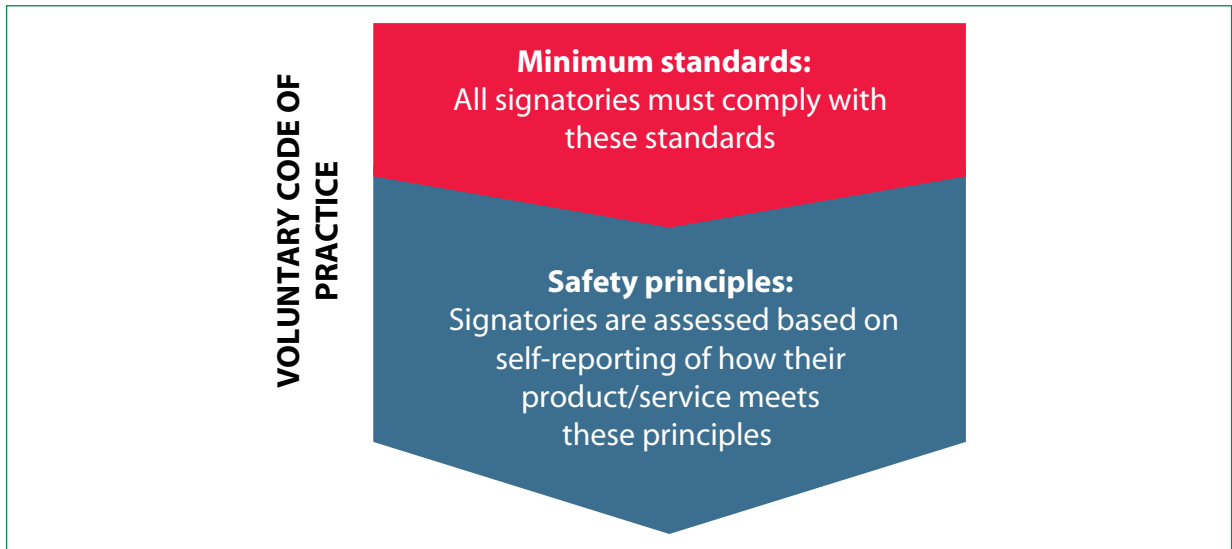 VOLUNTARY CODE OF
PRACTICE
Minimum standards:
All signatories must comply with
these standards
Safety principles:
Signatories are assessed based on
self-reporting of how their
product/service meets
these principles